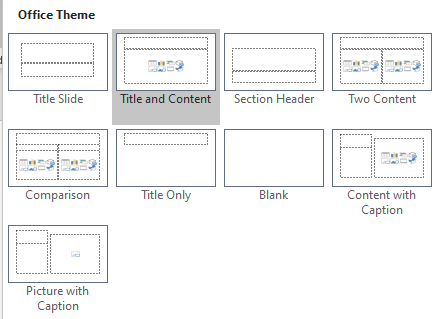 Office Theme
Title Slide
Title and Content
Section Header
Two Content
Comparison
Title Only
Blank
Content with
Caption
Picture with
Caption